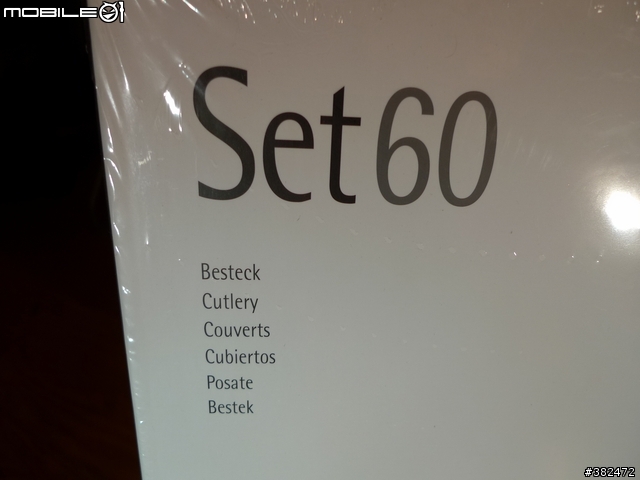 MOBILE01
Set 60
Besteck
Cutlery
Couverts
Cubiertos
Posate
Bestek
#382472